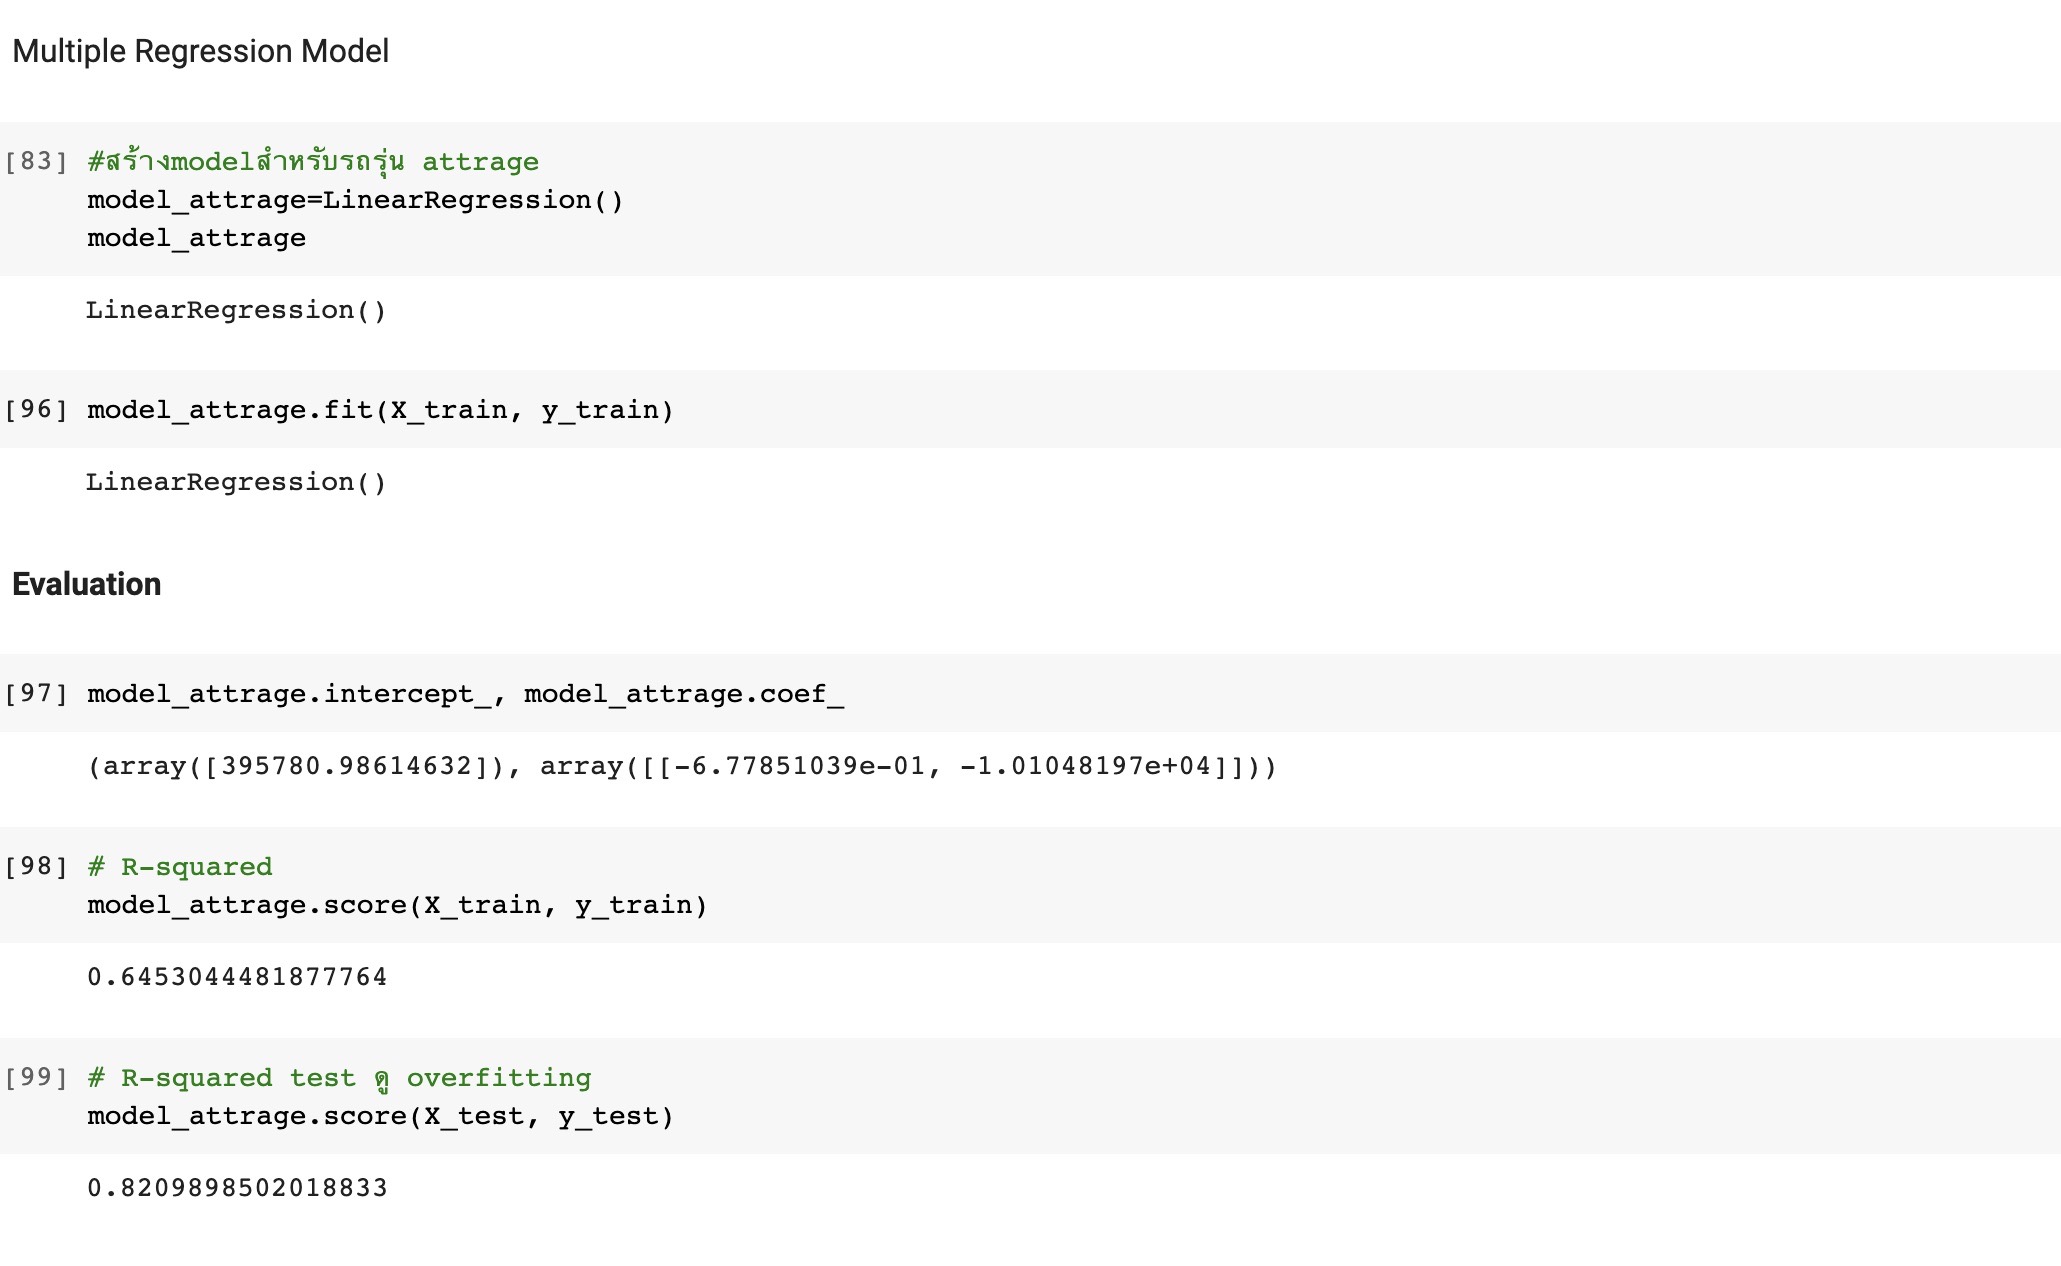 Multiple Regression Model
[83] #สร้างmodelสำหรับรถรุ่น attrage
model_attrage=LinearRegression()
model_attrage
LinearRegression()
[96] model_attrage.fit(X_train, y_train)
LinearRegression()
Evaluation
[97] model_attrage.intercept_, model_attrage.coef_
(array([395780.98614632]), array([[-6.77851039e-01, -1.01048197e+04]]))
[98] # R-squared
model_attrage.score(X_train, y_train)
0.6453044481877764
[99] # R-squared test ดู overfitting
model_attrage.score(X_test, y_test)
0.8209898502018833